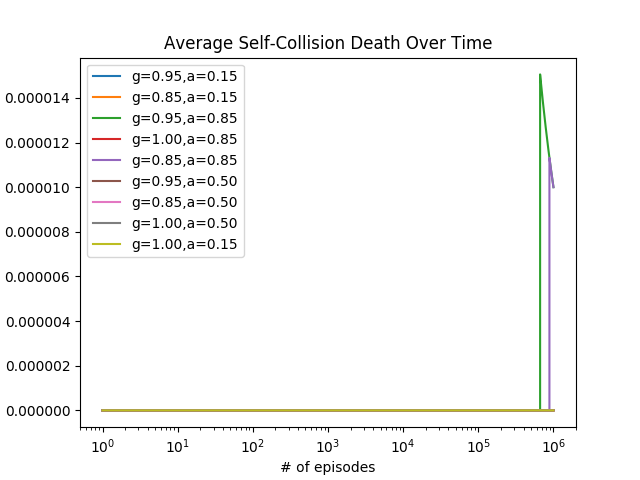 Average Self-Collision Death Over Time
g=0.95,a=0.15
g=0.85,a=0.15
g=0.95,a=0.85
g=1.00,a=0.85
g=0.85,a=0.85
g=0.95,a=0.50
g=0.85,a=0.50
g=1.00,a=0.50
g=1.00,a=0.15
0.000014
0.000012
0.000010
0.000008
0.000006
0.000004
0.000002
0.000000
10⁰ 10¹ 10² 10³ 10⁴ 10⁵ 10⁶
# of episodes